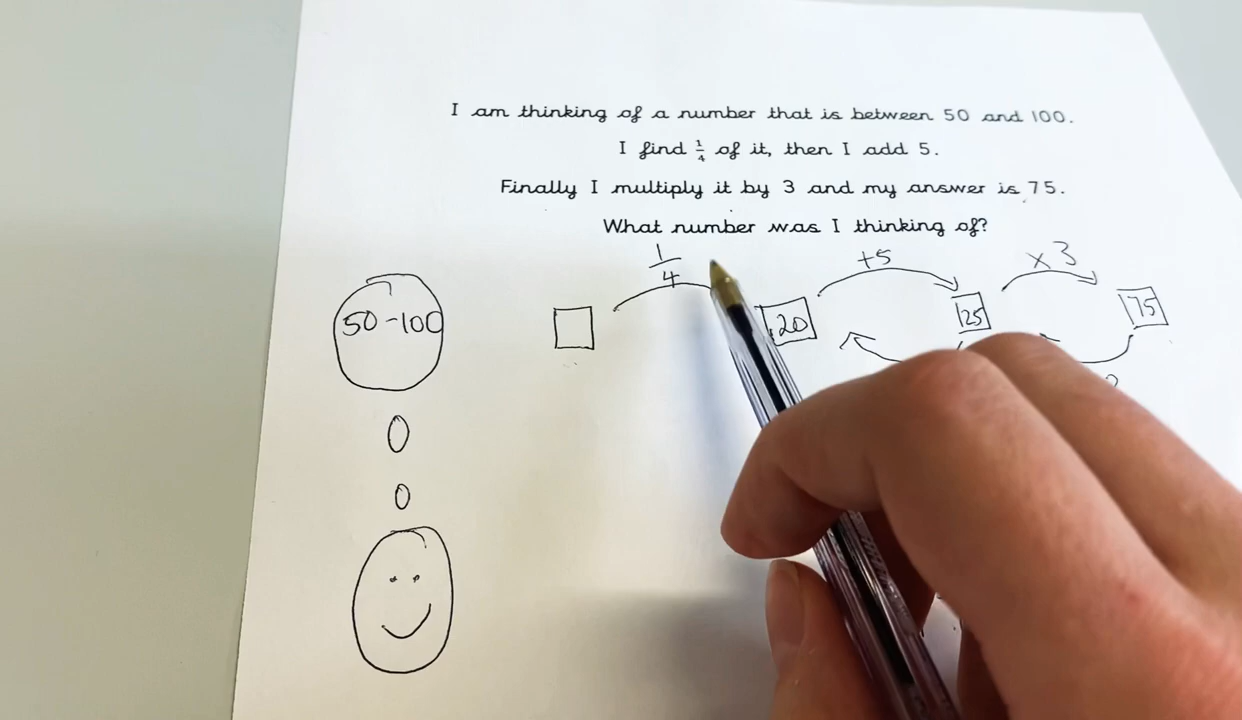 I am thinking of a number that is between 50 and 100.
I find 1/4 of it, then I add 5.
Finally I multiply it by 3 and my answer is 75.
What number was I thinking of?
1/4 +5 x3
50-100 20 25 75